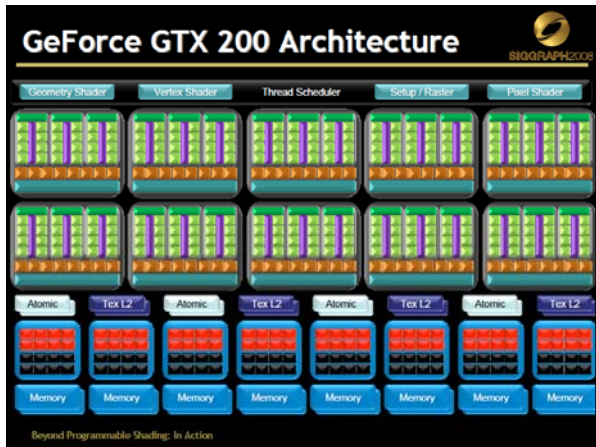 GeForce GTX 200 Architecture
SIGGRAPH2008
Geometry Shader Vertex Shader Thread Scheduler Setup / Raster Pixel Shader
Atomic Tex L2 Atomic Tex L2 Atomic Tex L2 Atomic Tex L2
Memory Memory Memory Memory Memory Memory Memory Memory
Beyond Programmable Shading: In Action